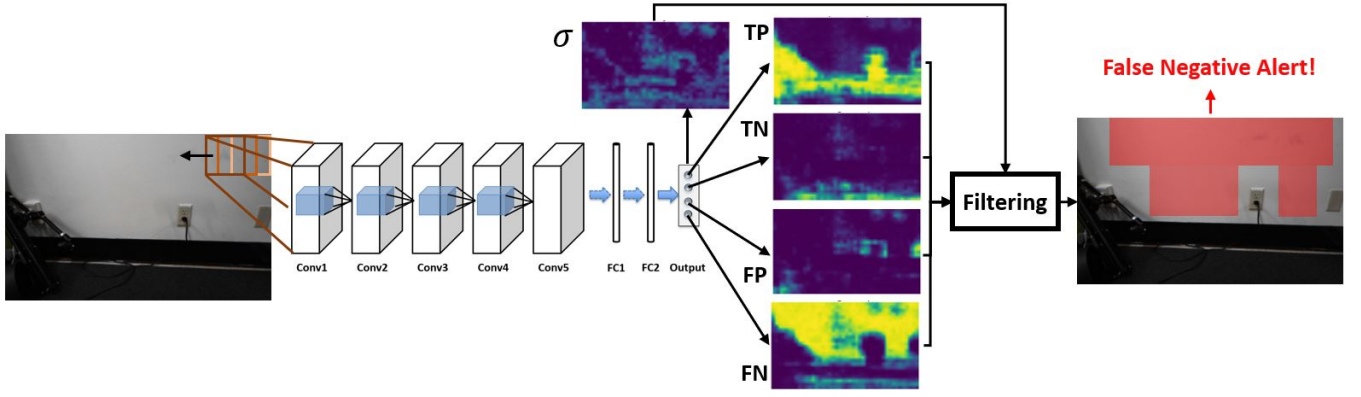 σ
TP
False Negative Alert!
TN
Filtering
Conv1 Conv2 Conv3 Conv4 Conv5 FC1 FC2 Output
FP
FN